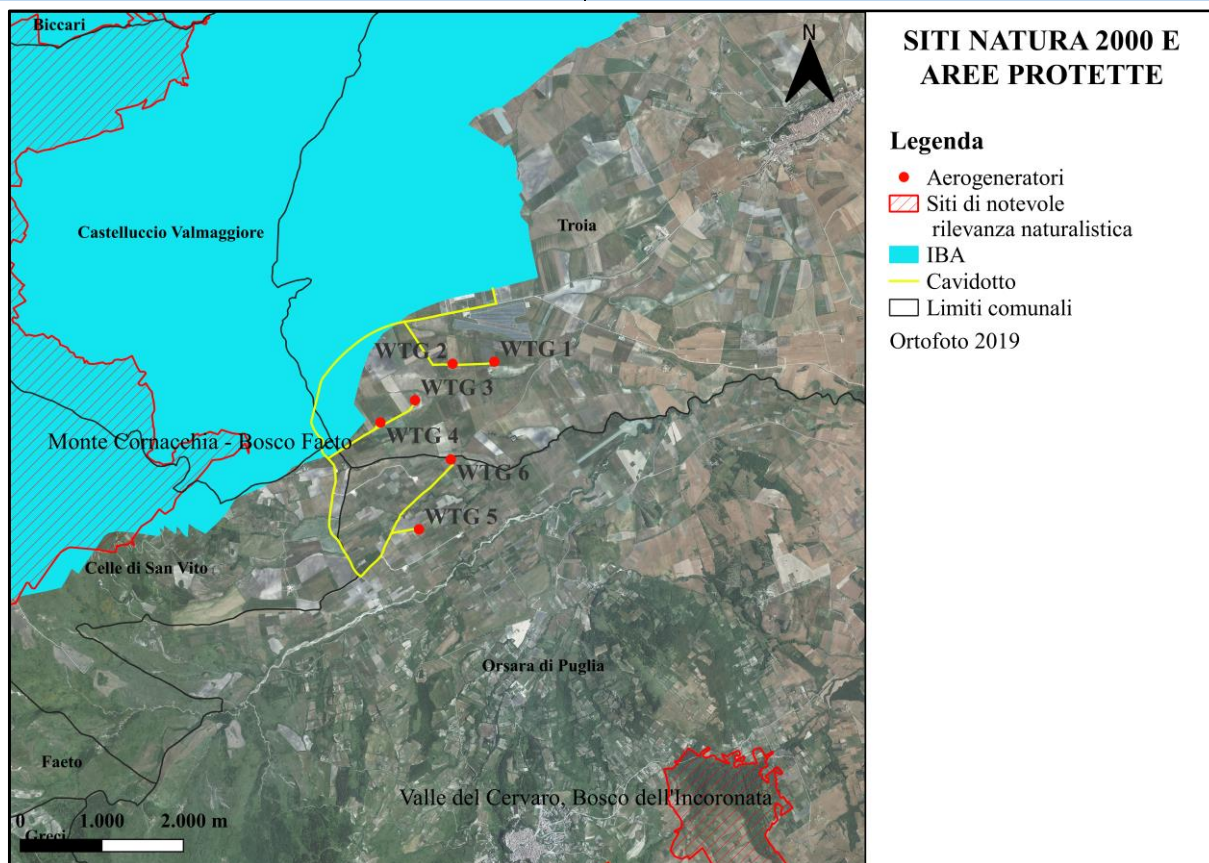 Biccari
N
Castelluccio Valmaggiore
Troia
WTG 2
WTG 1
WTG 3
WTG 4
Monte Cornacchia - Bosco Faeto
WTG 6
WTG 5
Celle di San Vito
Orsara di Puglia
Faeto
Valle del Cervaro, Bosco dell'Incoronata
0 1.000 2.000 m
Greci
SITI NATURA 2000 E
AREE PROTETTE
Legenda
Aerogeneratori
Siti di notevole
rilevanza naturalistica
IBA
Cavidotto
Limiti comunali
Ortofoto 2019